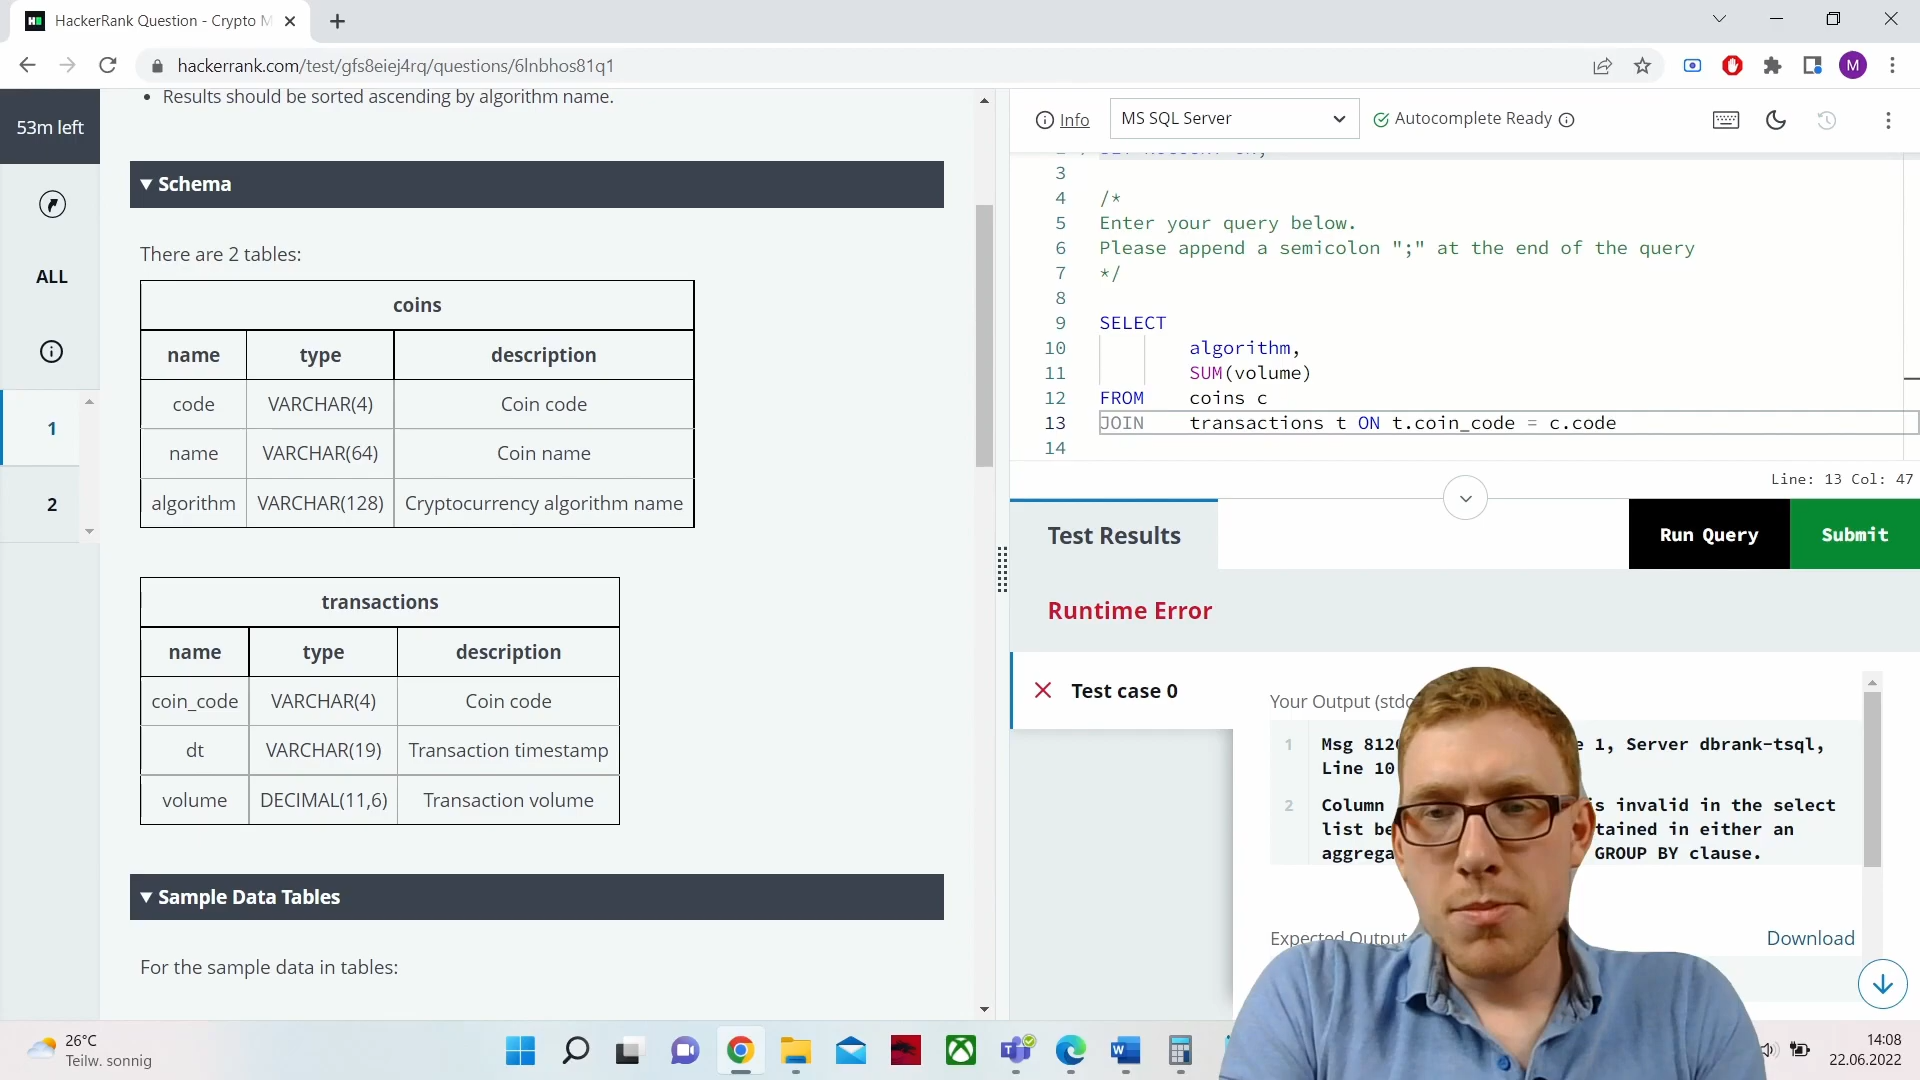 HackerRank Question - Crypto M
hackerrank.com/test/gfs8eiej4rq/questions/6lnbhos81q1
M
53m left
ALL
1
2
• Results should be sorted ascending by algorithm name.
▼ Schema
There are 2 tables:
coins
name type description
code VARCHAR(4) Coin code
name VARCHAR(64) Coin name
algorithm VARCHAR(128) Cryptocurrency algorithm name
transactions
name type description
coin_code VARCHAR(4) Coin code
dt VARCHAR(19) Transaction timestamp
volume DECIMAL(11,6) Transaction volume
▼ Sample Data Tables
For the sample data in tables:
Info
MS SQL Server
Autocomplete Ready
3
4 /*
5 Enter your query below.
6 Please append a semicolon ";" at the end of the query
7 */
8
9 SELECT
10 algorithm,
11 SUM(volume)
12 FROM coins c
13 JOIN transactions t ON t.coin_code = c.code
14
Line: 13 Col: 47
Test Results
Run Query
Submit
Runtime Error
Test case 0
Your Output
1 Msg 1, Server dbrank-tsql,
Line 10
2 Column is invalid in the select
list either an
GROUP BY clause.
Expected Output
Download
26°C
Teilw. sonnig
14:08
22.06.2022